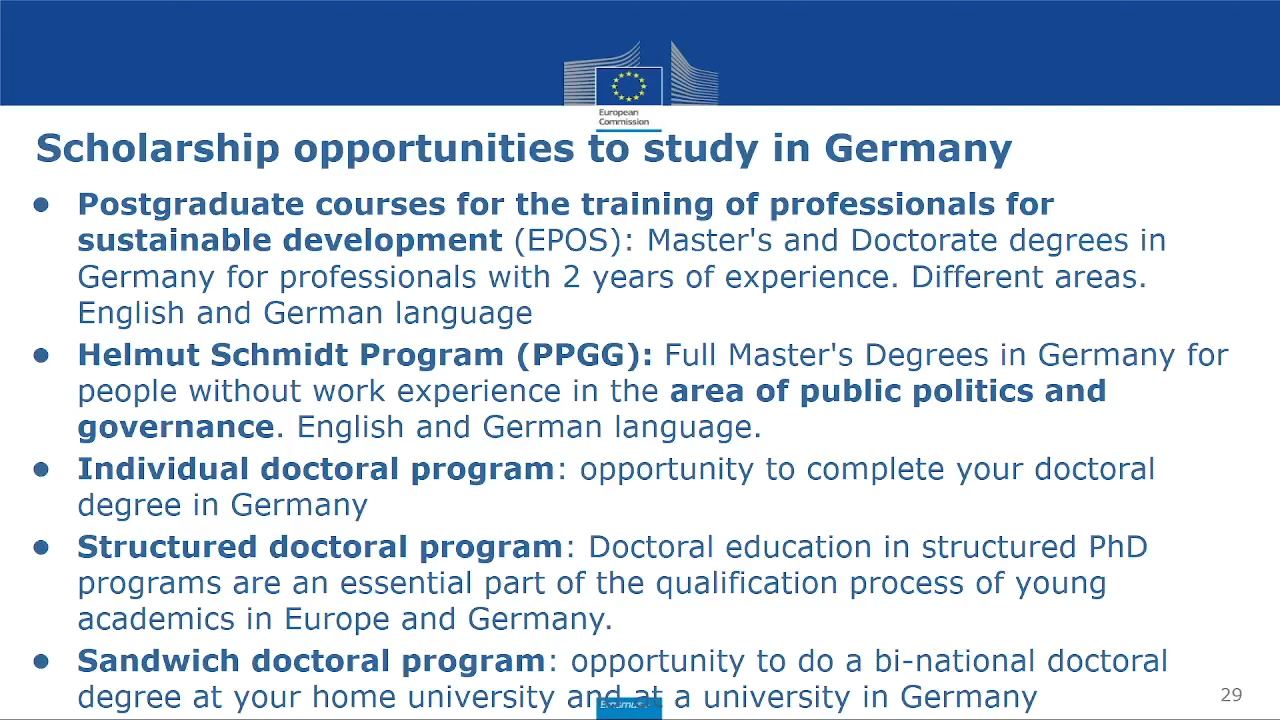 European
Commission
Scholarship opportunities to study in Germany
● Postgraduate courses for the training of professionals for
sustainable development (EPOS): Master's and Doctorate degrees in
Germany for professionals with 2 years of experience. Different areas.
English and German language
● Helmut Schmidt Program (PPGG): Full Master's Degrees in Germany for
people without work experience in the area of public politics and
governance. English and German language.
● Individual doctoral program: opportunity to complete your doctoral
degree in Germany
● Structured doctoral program: Doctoral education in structured PhD
programs are an essential part of the qualification process of young
academics in Europe and Germany.
● Sandwich doctoral program: opportunity to do a bi-national doctoral
degree at your home university and at a university in Germany
29